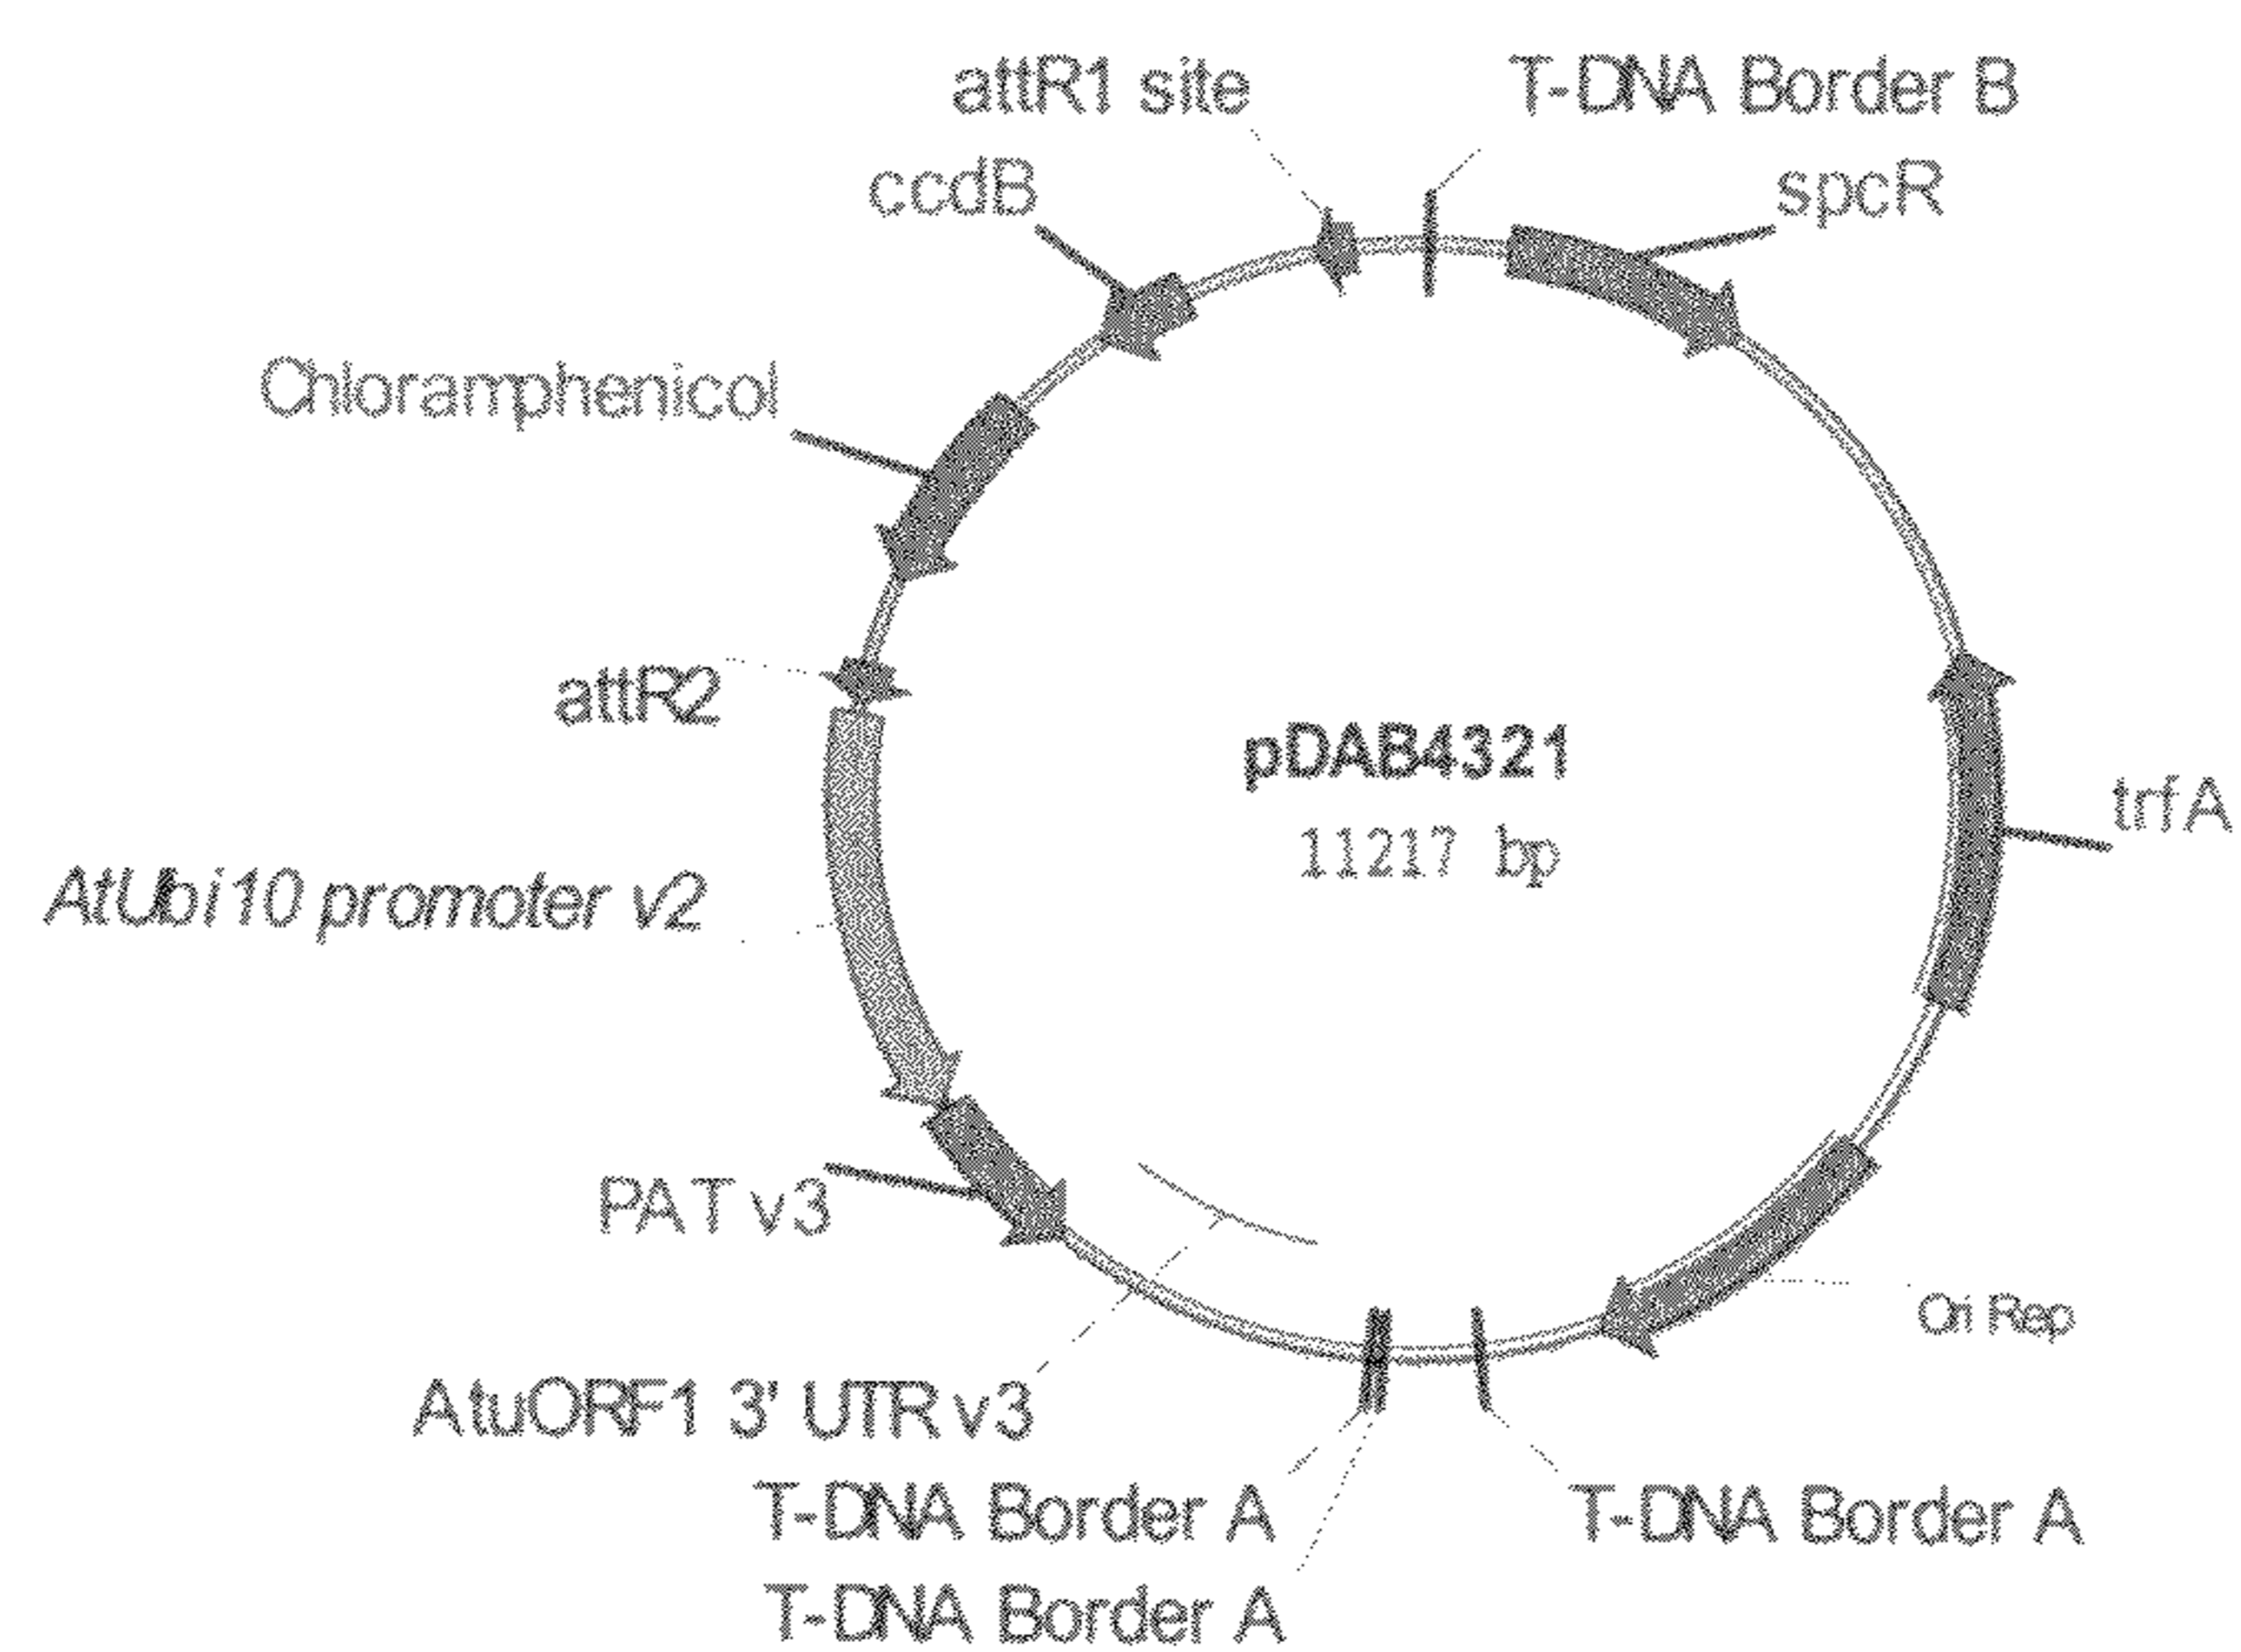 attR1 site
T-DNA Border B
ccdB
spcR
Chloramphenicol
attR2
pDAB4321
11217 bp
trfA
AtUbi10 promoter v2
PAT v3
Ori Rep
AtuORF1 3' UTR v3
T-DNA Border A
T-DNA Border A
T-DNA Border A